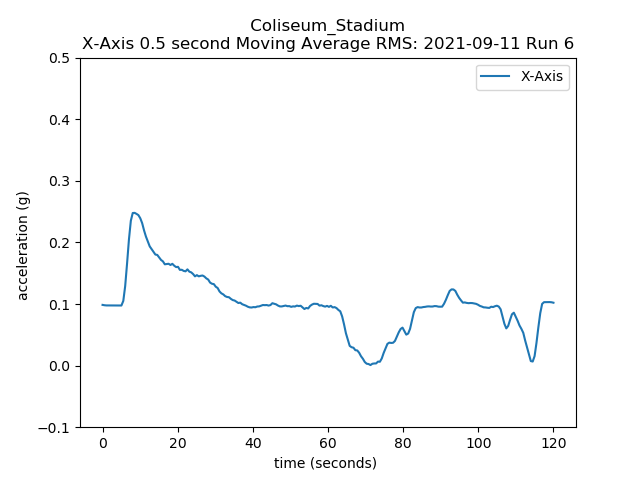 Coliseum_Stadium
X-Axis 0.5 second Moving Average RMS: 2021-09-11 Run 6
X-Axis
0.5
0.4
0.3
0.2
0.1
0.0
−0.1
acceleration (g)
0 20 40 60 80 100 120
time (seconds)